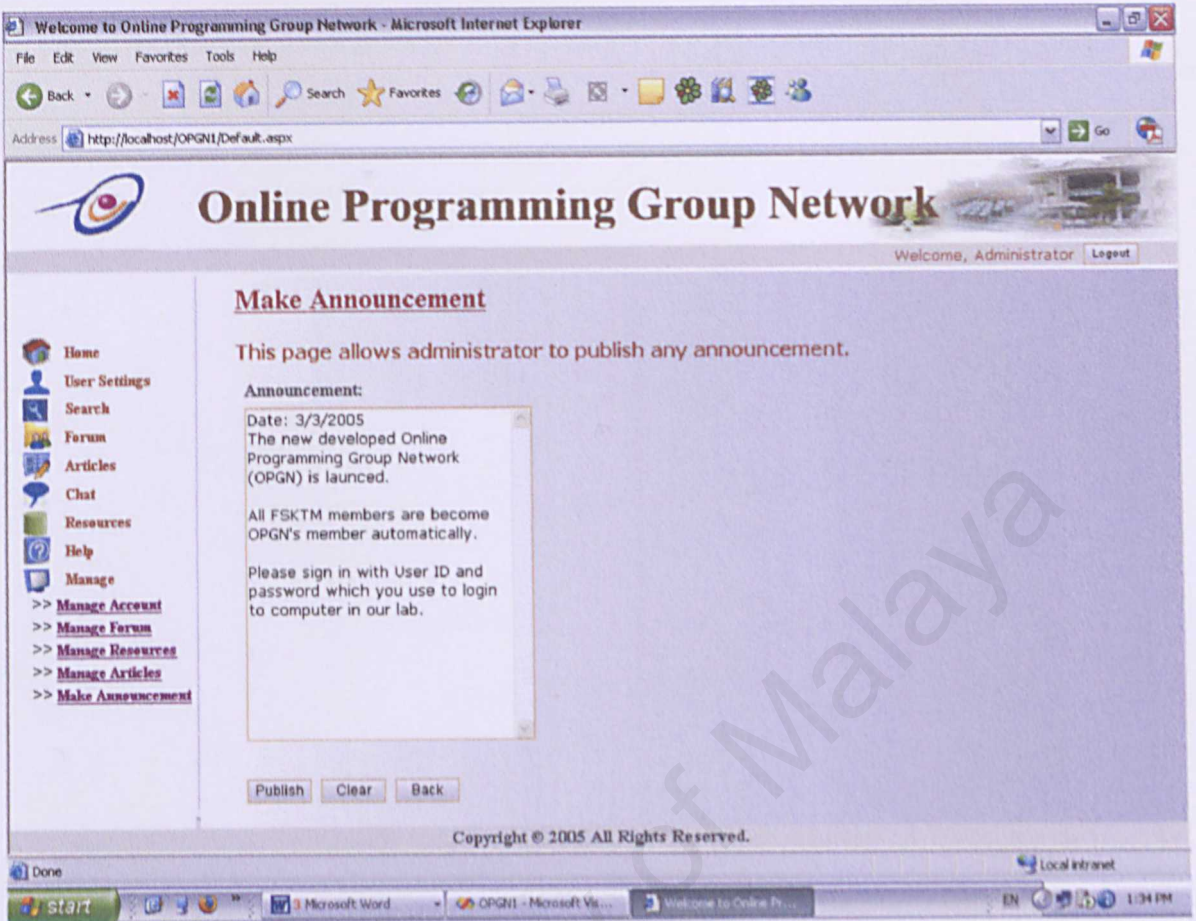 Welcome to Online Programming Group Network - Microsoft Internet Explorer
File Edit View Favorites Tools Help
Back Search Favorites
Address http://localhost/OPGN1/Default.aspx Go
Online Programming Group Network
Welcome, Administrator Logout
Make Announcement
This page allows administrator to publish any announcement.
Home
User Settings
Search
Forum
Articles
Chat
Resources
Help
Manage
>> Manage Account
>> Manage Forum
>> Manage Resources
>> Manage Articles
>> Make Announcement
Announcement:
Date: 3/3/2005
The new developed Online
Programming Group Network
(OPGN) is launced.
All FSKTM members are become
OPGN's member automatically.
Please sign in with User ID and
password which you use to login
to computer in our lab.
Publish Clear Back
Copyright © 2005 All Rights Reserved.
Done Local intranet
start 3 Microsoft Word OPGN1 - Microsoft Vis... Welcome to Online Pr... EN 1:34 PM
of Malaya